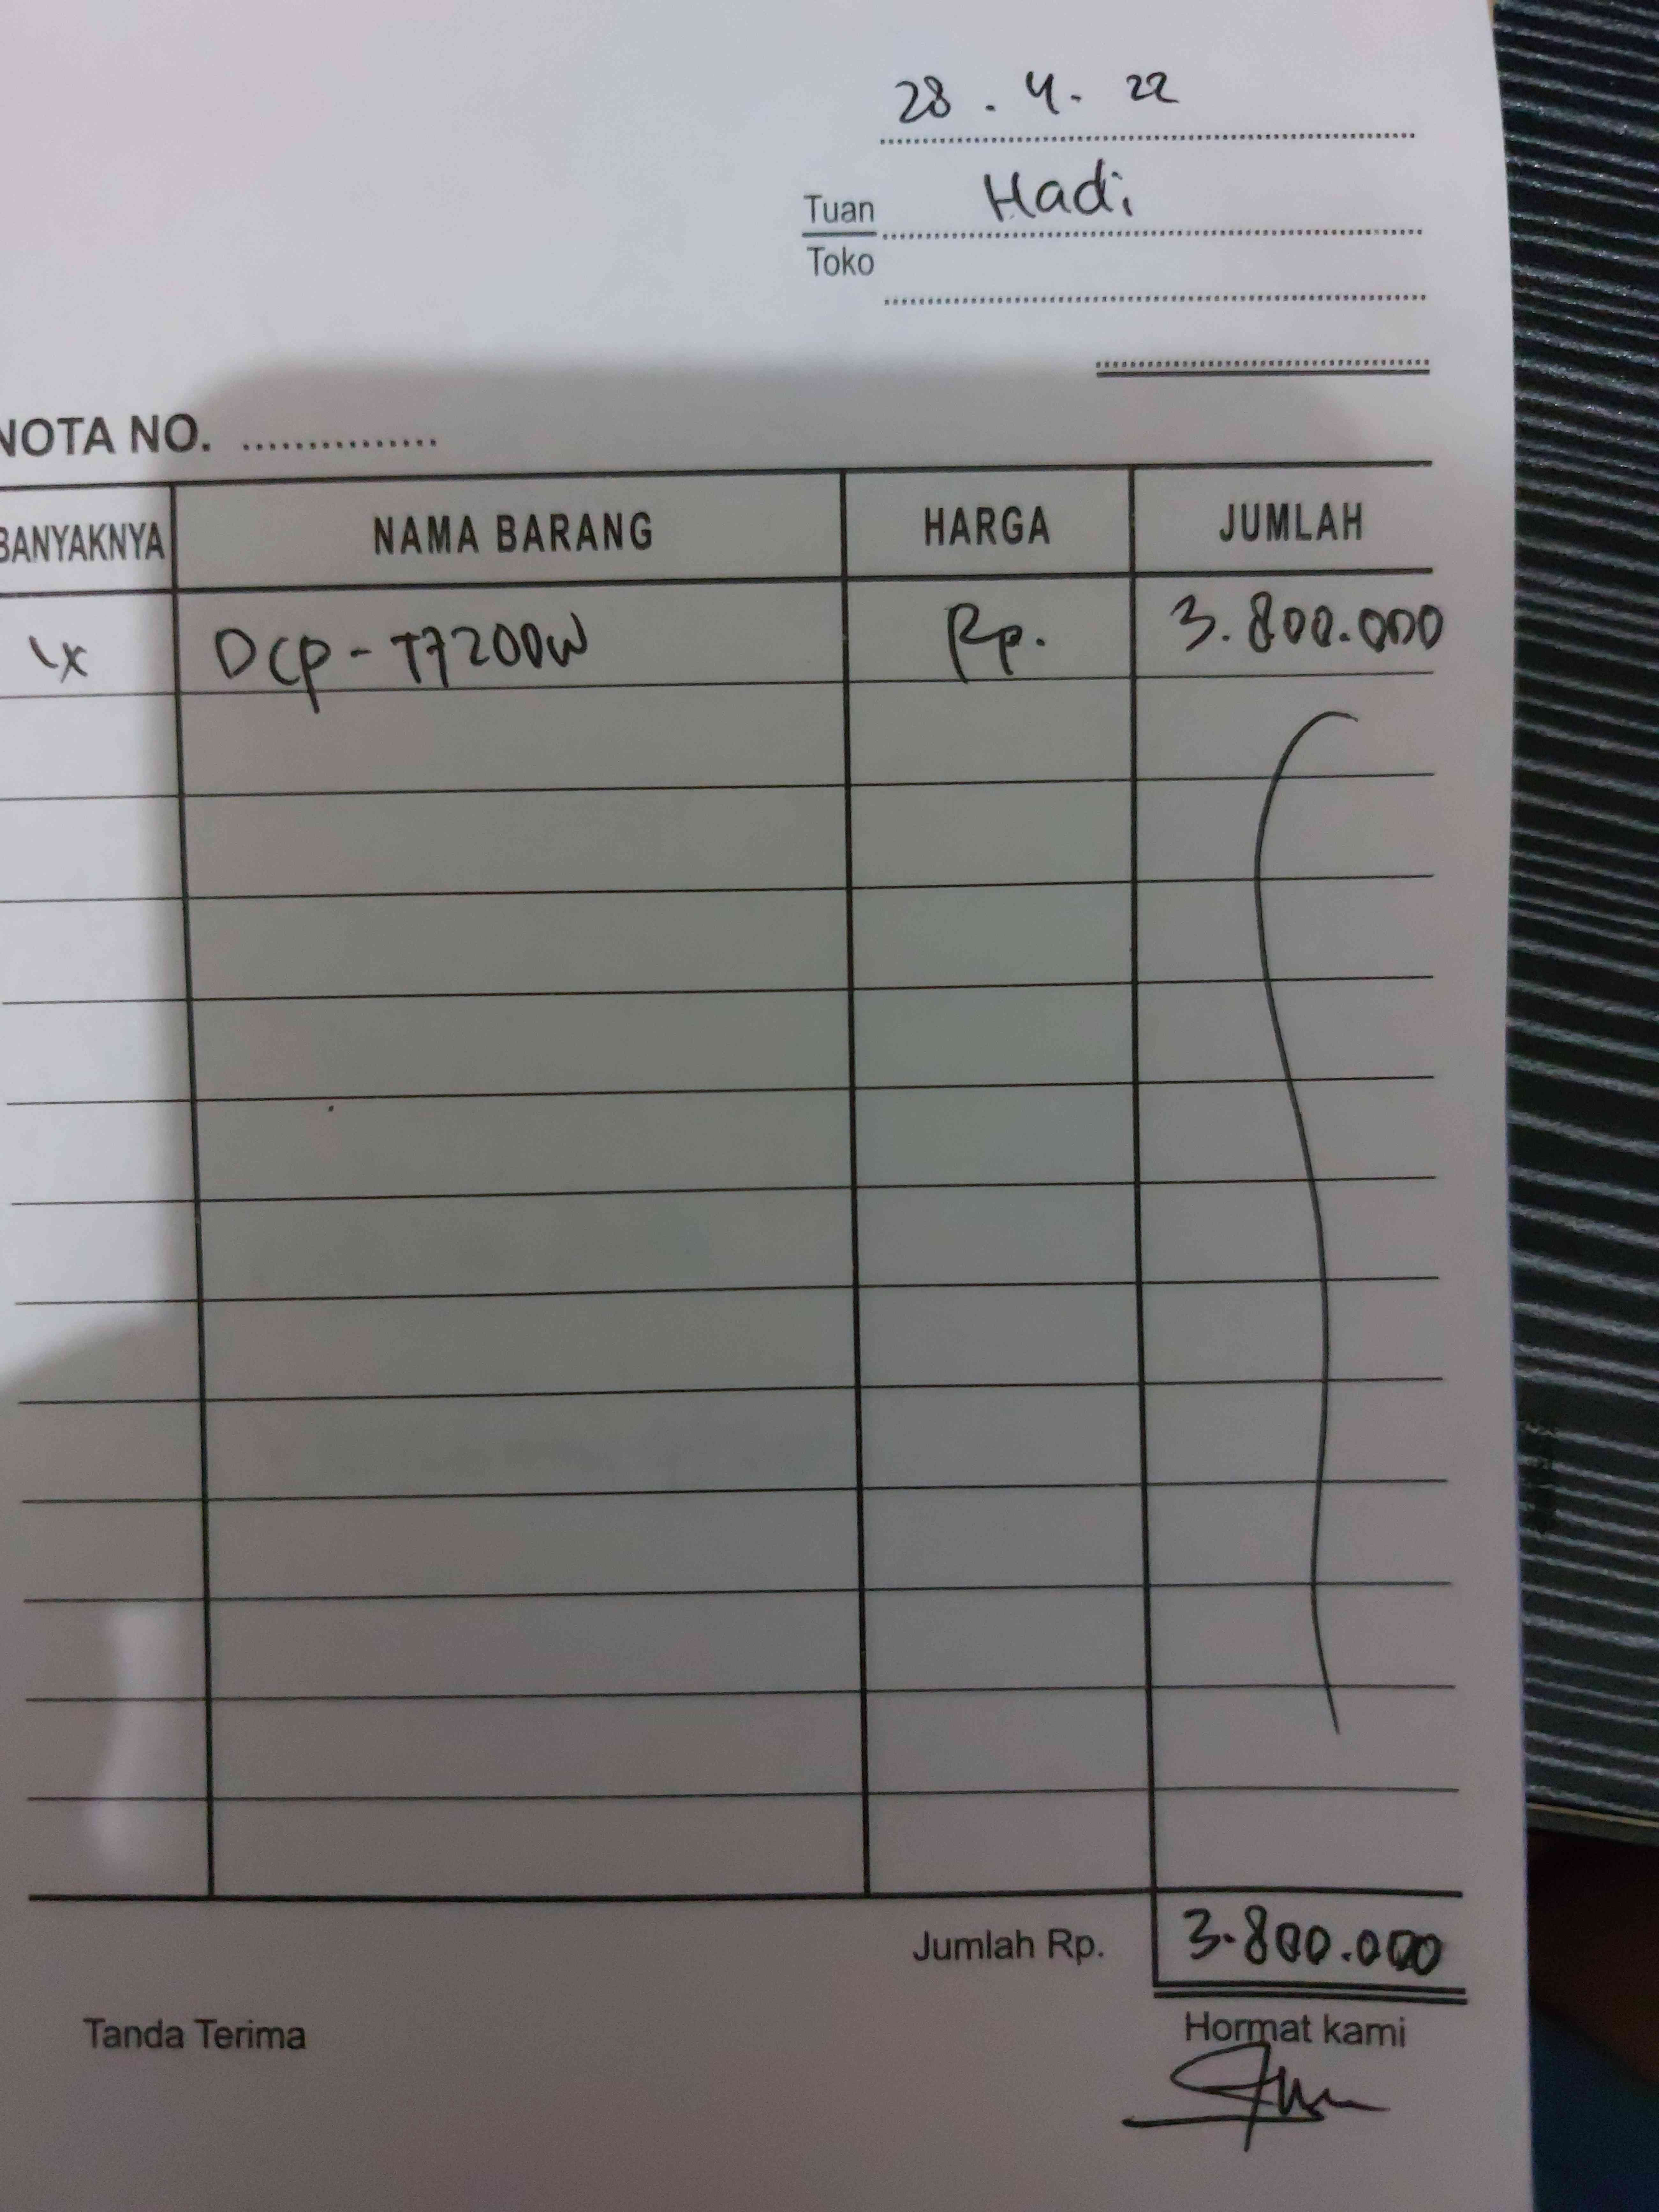 28 . 4 . 22
Tuan Hadi
Toko
NOTA NO. ...............
BANYAKNYA NAMA BARANG HARGA JUMLAH
1x DCP-T720DW Rp. 3.800.000
Jumlah Rp. 3.800.000
Tanda Terima Hormat kami